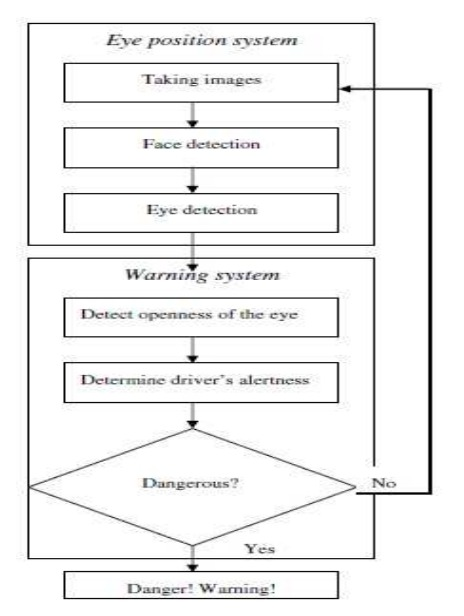 Eye position system
Taking images
Face detection
Eye detection
Warning system
Detect openness of the eye
Determine driver's alertness
Dangerous?
No
Yes
Danger! Warning!